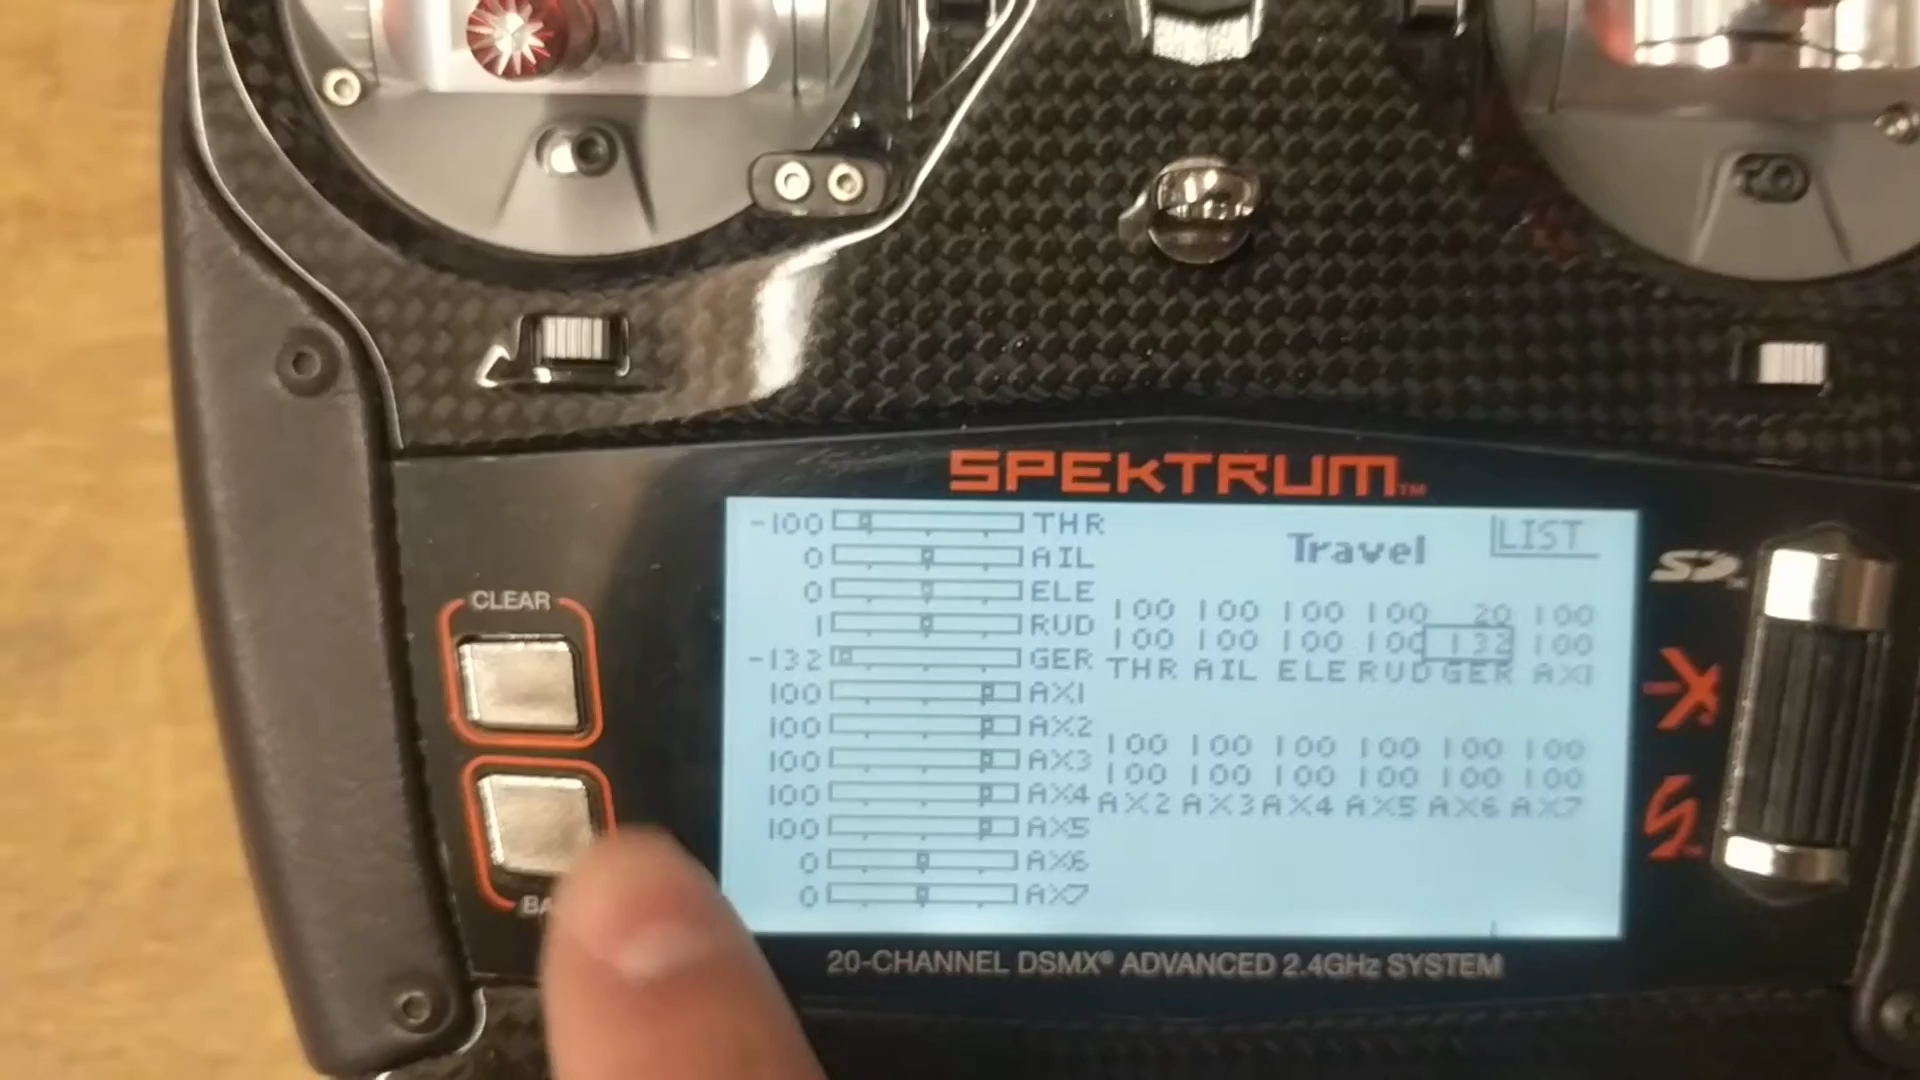 SPEKTRUM™
-100 THR
0 AIL
0 ELE
1 RUD
-132 GER
100 AX1
100 AX2
100 AX3
100 AX4
100 AX5
0 AX6
0 AX7
Travel
LIST
100 100 100 100 20 100
100 100 100 100 132 100
THR AIL ELE RUD GER AX1
100 100 100 100 100 100
100 100 100 100 100 100
AX2 AX3 AX4 AX5 AX6 AX7
CLEAR
SD
X
20-CHANNEL DSMX® ADVANCED 2.4GHz SYSTEM